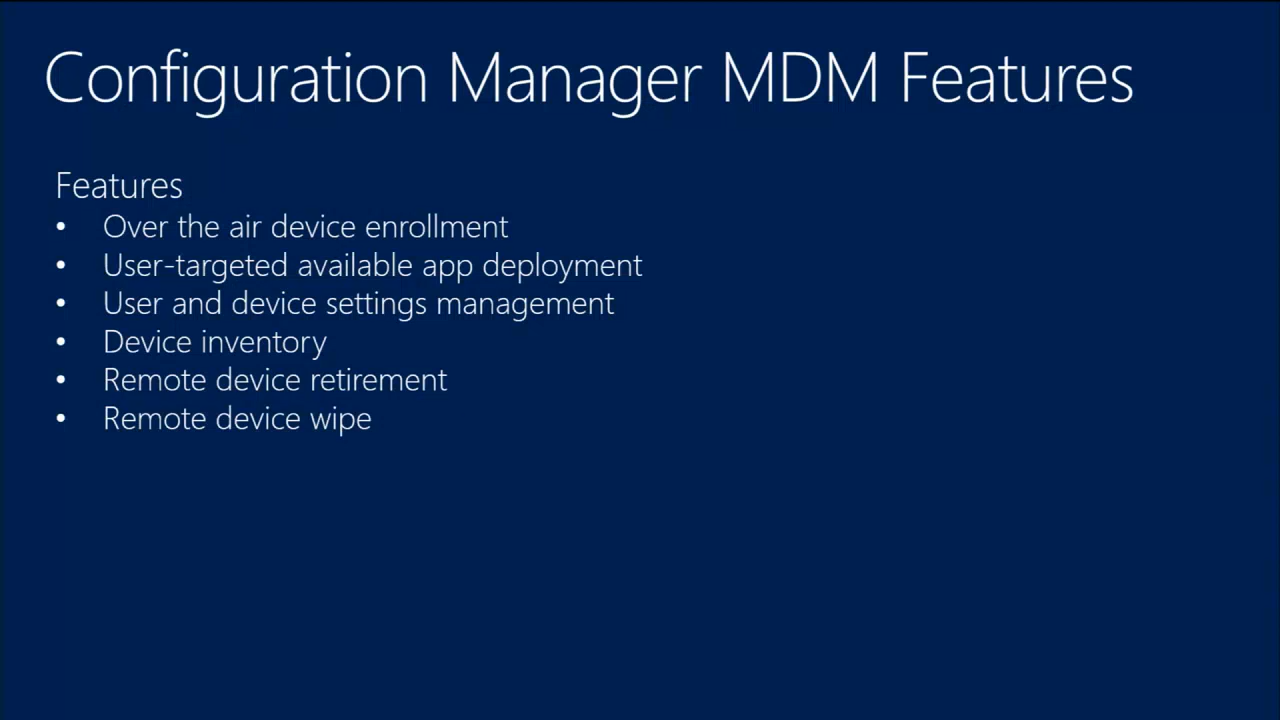 Configuration Manager MDM Features
Features
• Over the air device enrollment
• User-targeted available app deployment
• User and device settings management
• Device inventory
• Remote device retirement
• Remote device wipe